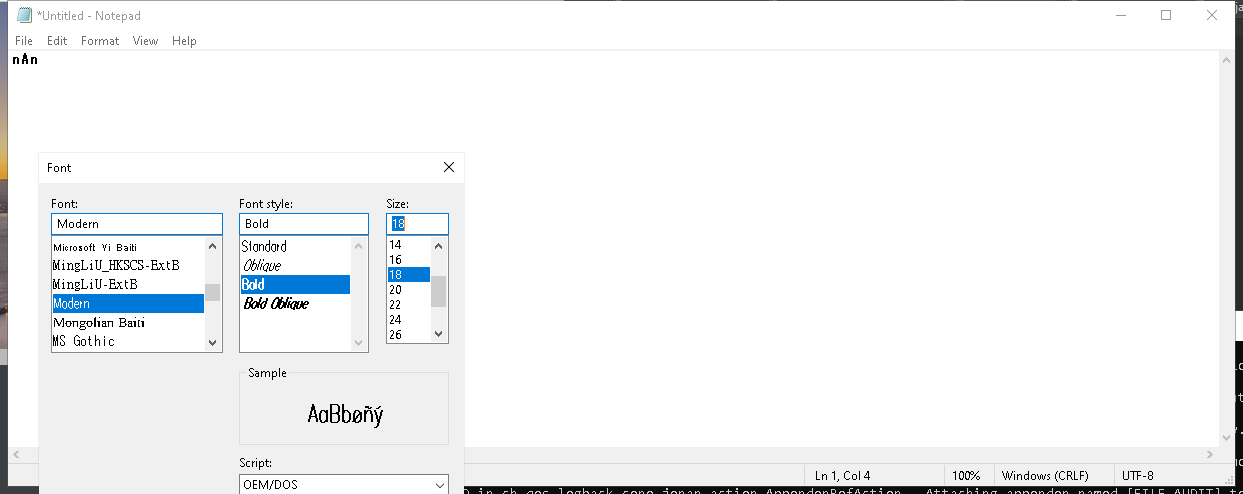 *Untitled - Notepad
File Edit Format View Help
nAn
Font
Font: Font style: Size:
Modern Bold 18
Microsoft Yi Baiti
MingLiU_HKSCS-ExtB
MingLiU-ExtB
Modern
Mongolian Baiti
MS Gothic
Standard
Oblique
Bold
Bold Oblique
14
16
18
20
22
24
26
Sample
AaBbøñý
Script:
OEM/DOS
Ln 1, Col 4 100% Windows (CRLF) UTF-8